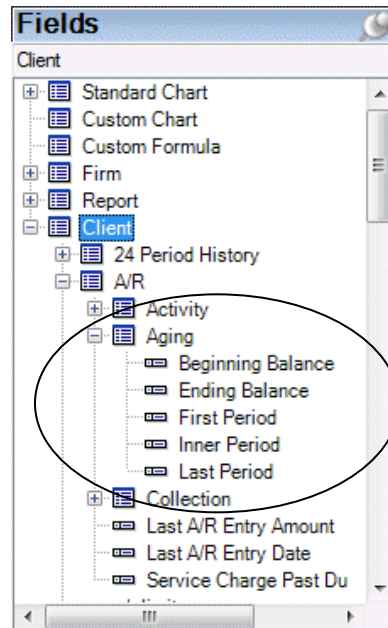 Fields
Client
Standard Chart
Custom Chart
Custom Formula
Firm
Report
Client
24 Period History
A/R
Activity
Aging
Beginning Balance
Ending Balance
First Period
Inner Period
Last Period
Collection
Last A/R Entry Amount
Last A/R Entry Date
Service Charge Past Du